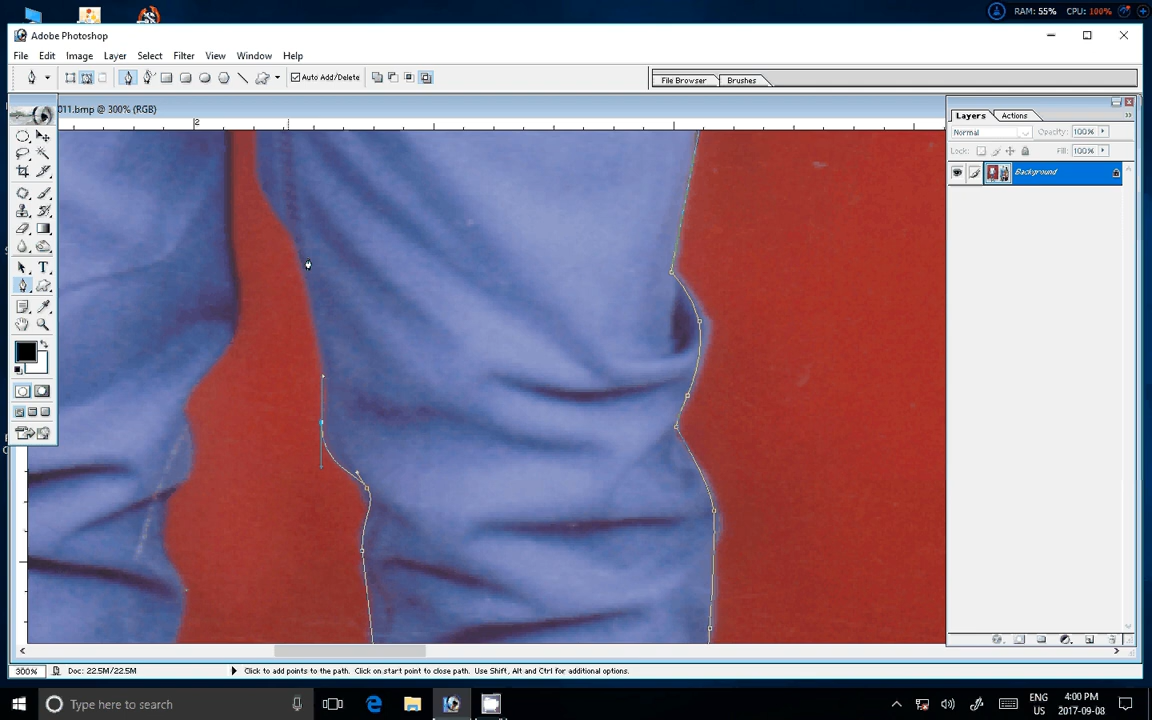 RAM: 55% CPU: 100%
Adobe Photoshop
File Edit Image Layer Select Filter View Window Help
Auto Add/Delete
File Browser Brushes
011.bmp @ 300% (RGB)
2
Layers Actions
Normal Opacity: 100%
Lock: Fill: 100%
Background
T
300% Doc: 22.5M/22.5M Click to add points to the path. Click on start point to close path. Use Shift, Alt and Ctrl for additional options.
Type here to search
ENG
US
4:00 PM
2017-09-08